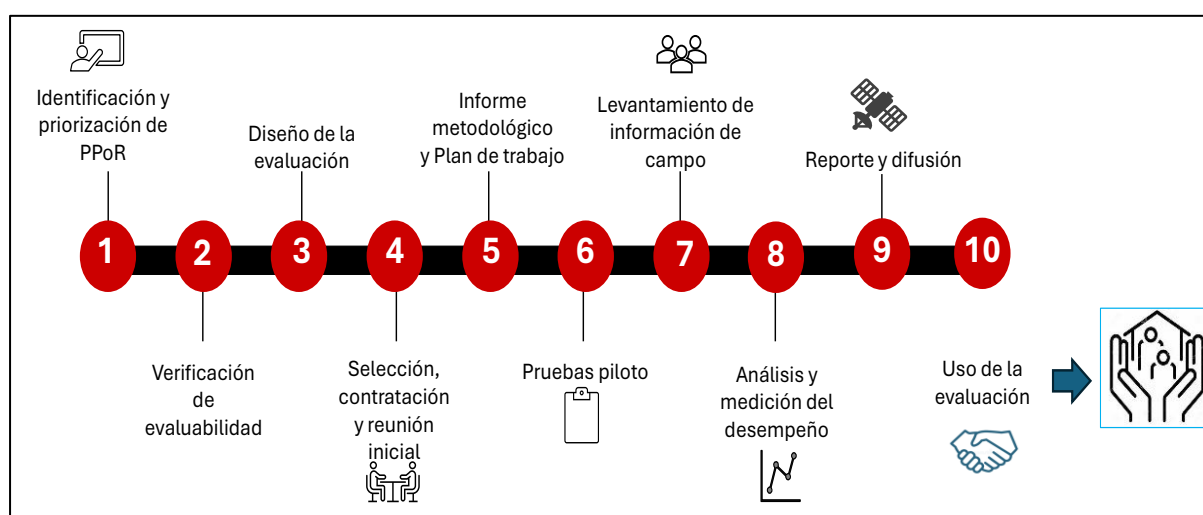 Identificación y
priorización de
PPoR
Diseño de la
evaluación
Informe
metodológico
y Plan de trabajo
Levantamiento de
información de
campo
Reporte y difusión
1
2
3
4
5
6
7
8
9
10
Verificación
de
evaluabilidad
Selección,
contratación
y reunión
inicial
Pruebas piloto
Análisis y
medición del
desempeño
Uso de la
evaluación